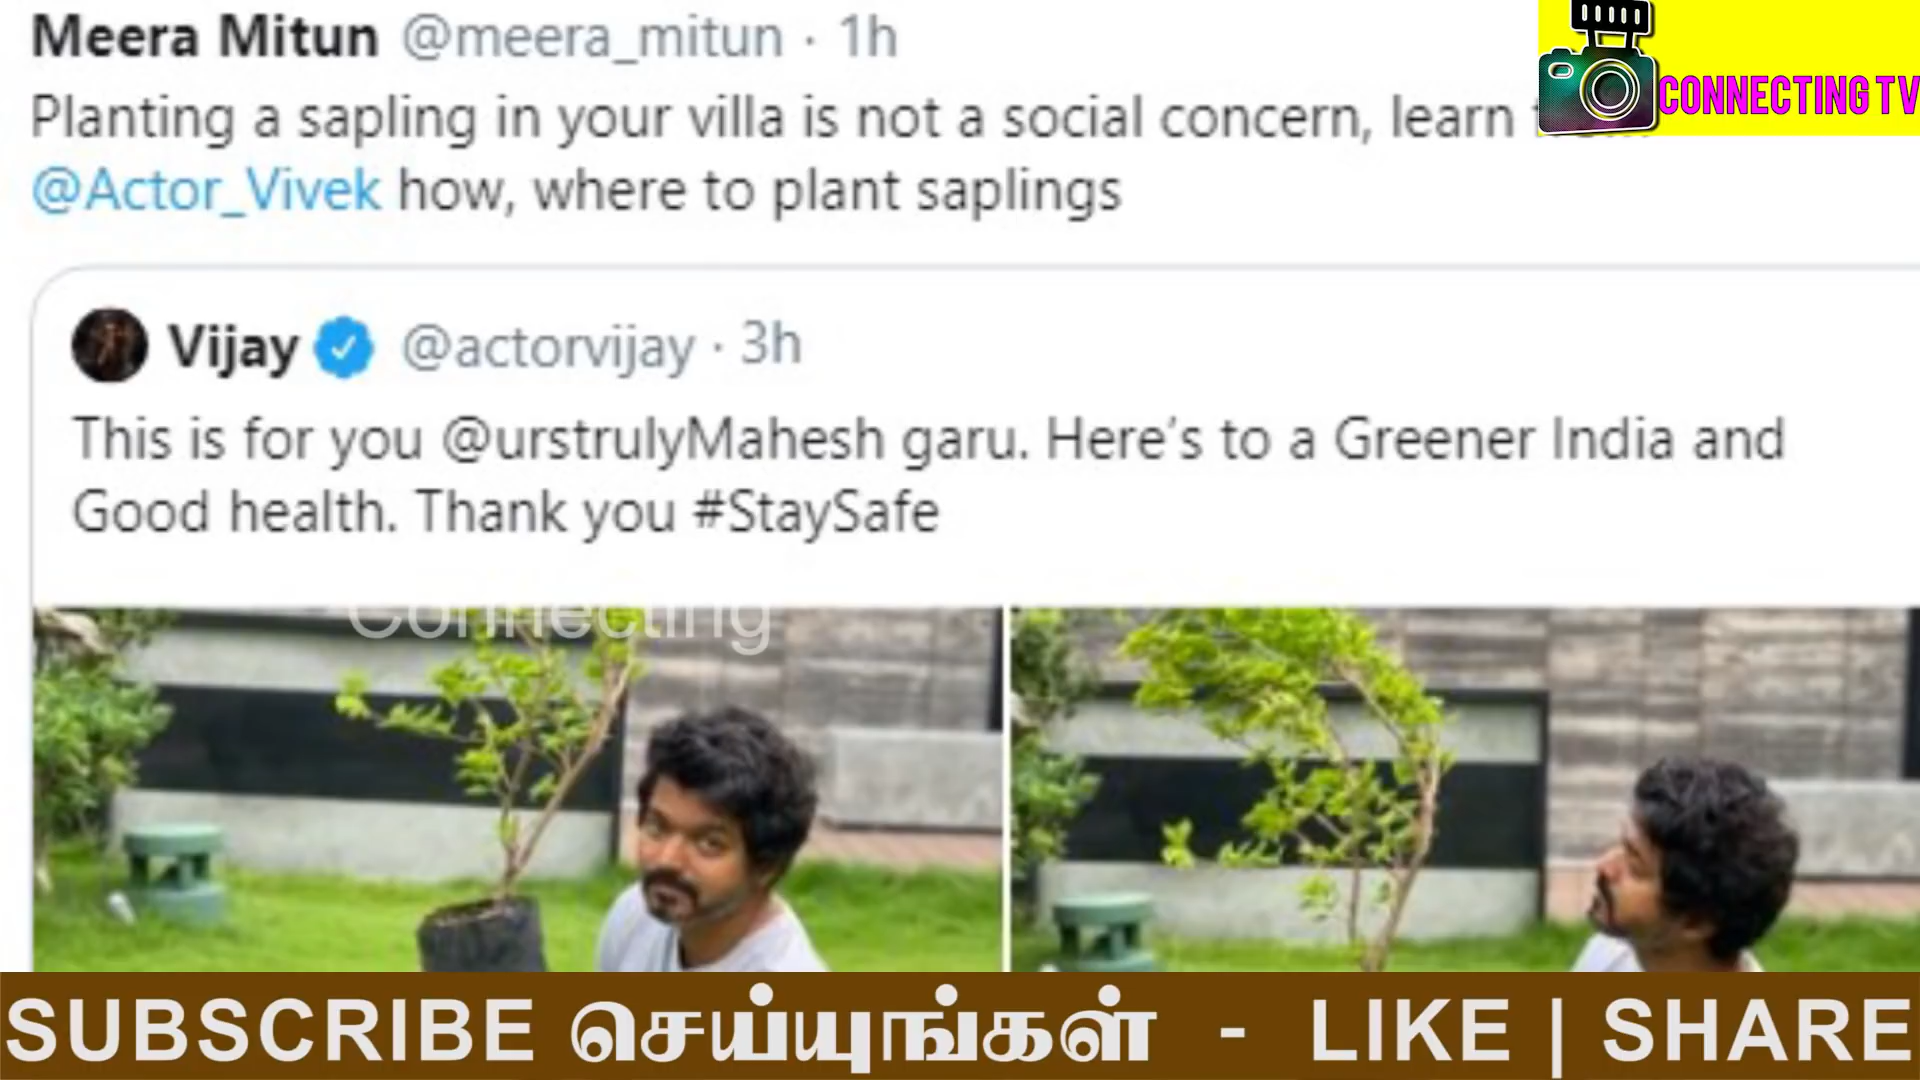 Meera Mitun @meera_mitun · 1h
CONNECTING TV
Planting a sapling in your villa is not a social concern, learn
@Actor_Vivek how, where to plant saplings
Vijay @actorvijay · 3h
This is for you @urstrulyMahesh garu. Here's to a Greener India and
Good health. Thank you #StaySafe
Connecting
SUBSCRIBE செய்யுங்கள் - LIKE | SHARE